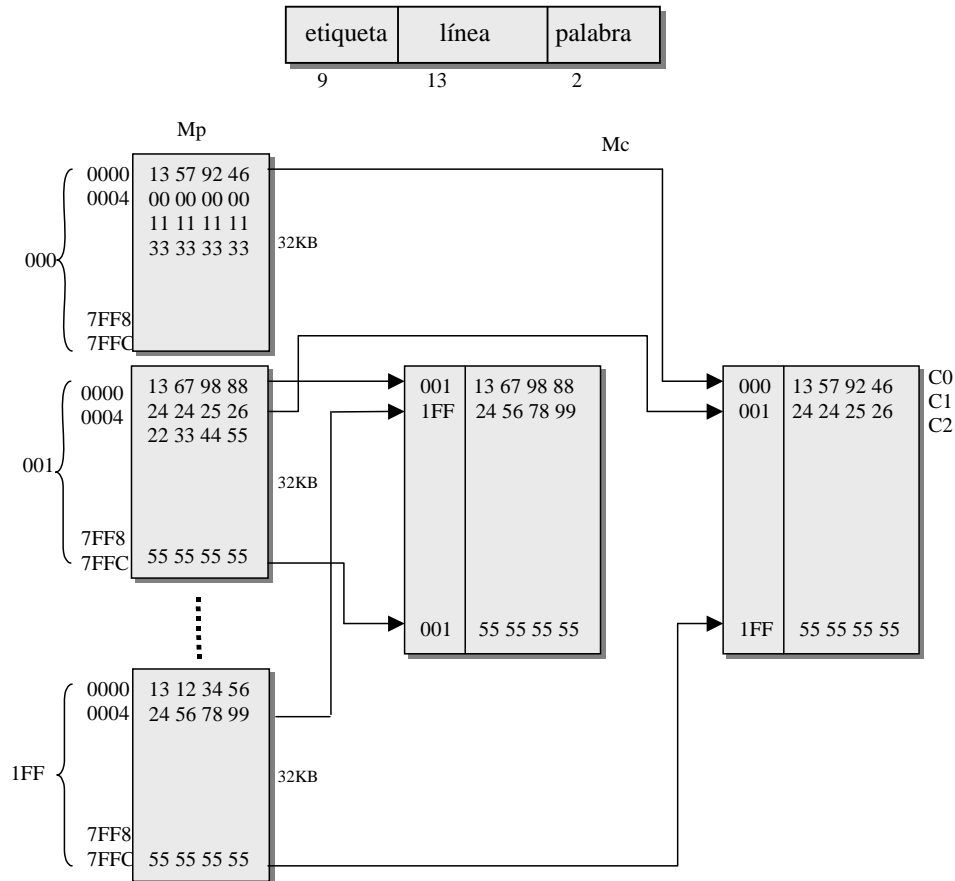 etiqueta línea palabra
9 13 2
Mp
Mc
0000 13 57 92 46
0004 00 00 00 00
11 11 11 11
33 33 33 33
32KB
000
7FF8
7FFC
0000 13 67 98 88
0004 24 24 25 26
22 33 44 55
001
32KB
7FF8
7FFC 55 55 55 55
001 13 67 98 88
1FF 24 56 78 99
001 55 55 55 55
000 13 57 92 46 C0
001 24 24 25 26 C1
C2
1FF 55 55 55 55
0000 13 12 34 56
0004 24 56 78 99
1FF
32KB
7FF8
7FFC 55 55 55 55